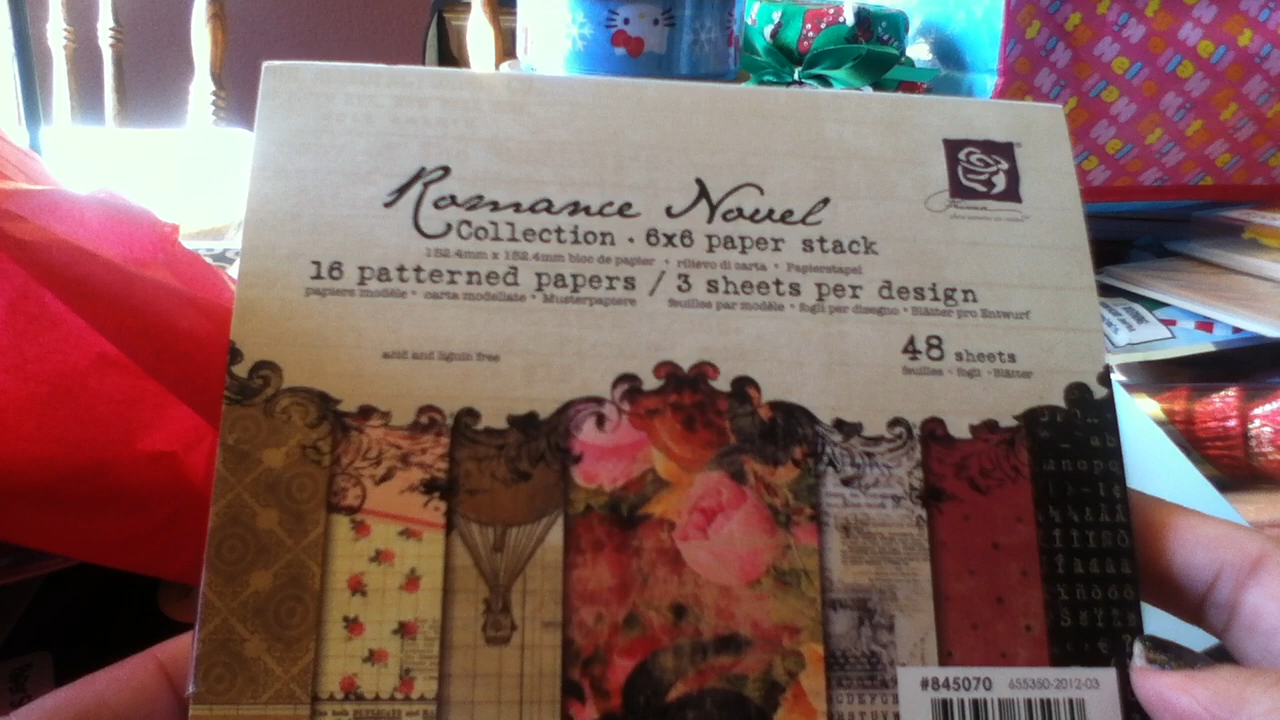 Romance Novel
Collection · 6x6 paper stack
152.4mm x 152.4mm bloc de papier • rilievo di carta • Papierstapel
16 patterned papers / 3 sheets per design
papiers modèle • carta modellate • Musterpapiere feuilles par modèle • fogli per disegno • Blätter pro Entwurf
acid and lignin free
48 sheets
feuilles • fogli • Blätter
#845070 655350-2012-03